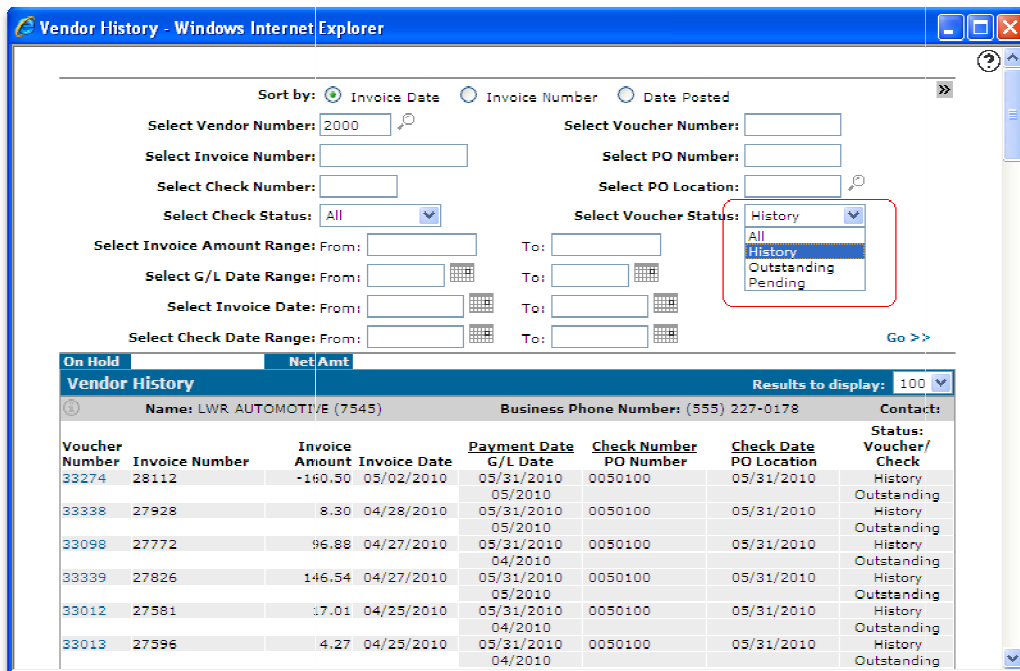 Vendor History - Windows Internet Explorer
Sort by: Invoice Date Invoice Number Date Posted
Select Vendor Number: 2000 Select Voucher Number:
Select Invoice Number: Select PO Number:
Select Check Number: Select PO Location:
Select Check Status: All Select Voucher Status: History
All
History
Outstanding
Pending
Select Invoice Amount Range: From: To:
Select G/L Date Range: From: To:
Select Invoice Date: From: To:
Select Check Date Range: From: To: Go >>
On Hold Net Amt
Vendor History Results to display: 100
Name: LWR AUTOMOTIVE (7545) Business Phone Number: (555) 227-0178 Contact:
Voucher Number Invoice Number Invoice Amount Invoice Date Payment Date G/L Date Check Number PO Number Check Date PO Location Status: Voucher/ Check
33274 28112 -160.50 05/02/2010 05/31/2010 0050100 05/31/2010 History
05/2010 Outstanding
33338 27928 8.30 04/28/2010 05/31/2010 0050100 05/31/2010 History
05/2010 Outstanding
33098 27772 96.88 04/27/2010 05/31/2010 0050100 05/31/2010 History
04/2010 Outstanding
33339 27826 146.54 04/27/2010 05/31/2010 0050100 05/31/2010 History
05/2010 Outstanding
33012 27581 17.01 04/25/2010 05/31/2010 0050100 05/31/2010 History
04/2010 Outstanding
33013 27596 4.27 04/25/2010 05/31/2010 0050100 05/31/2010 History
04/2010 Outstanding